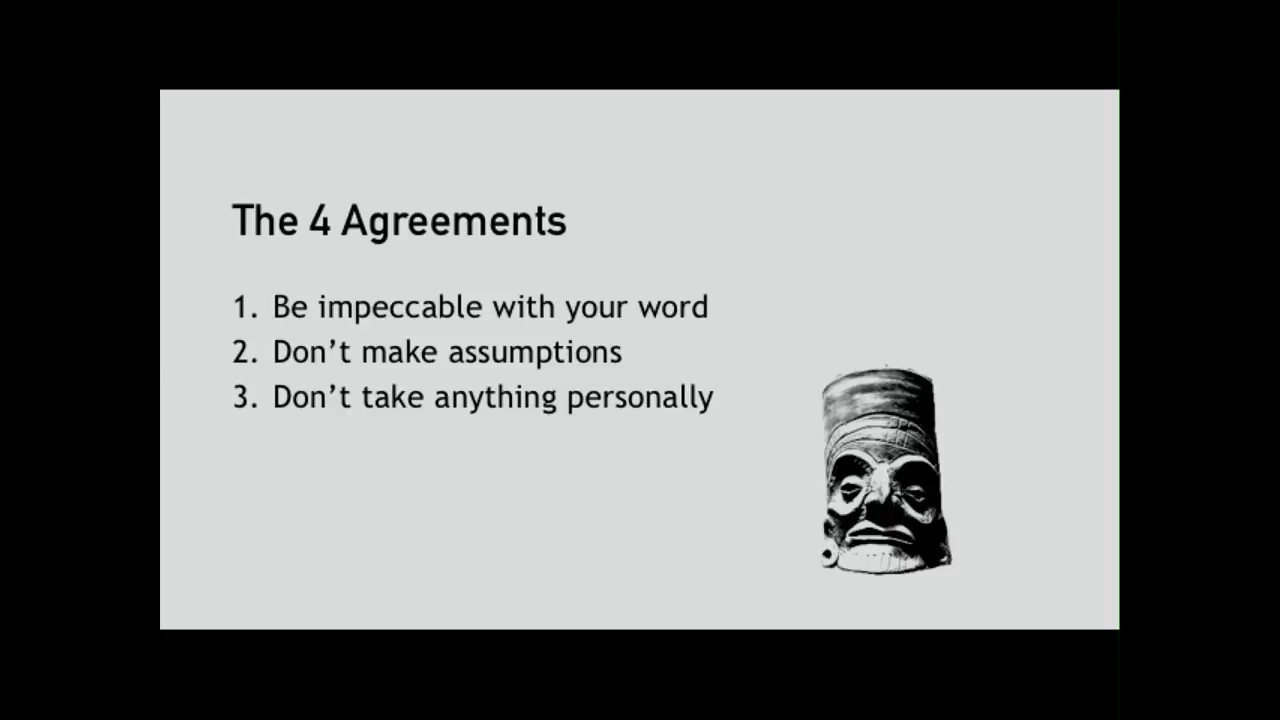 The 4 Agreements
1. Be impeccable with your word
2. Don’t make assumptions
3. Don’t take anything personally